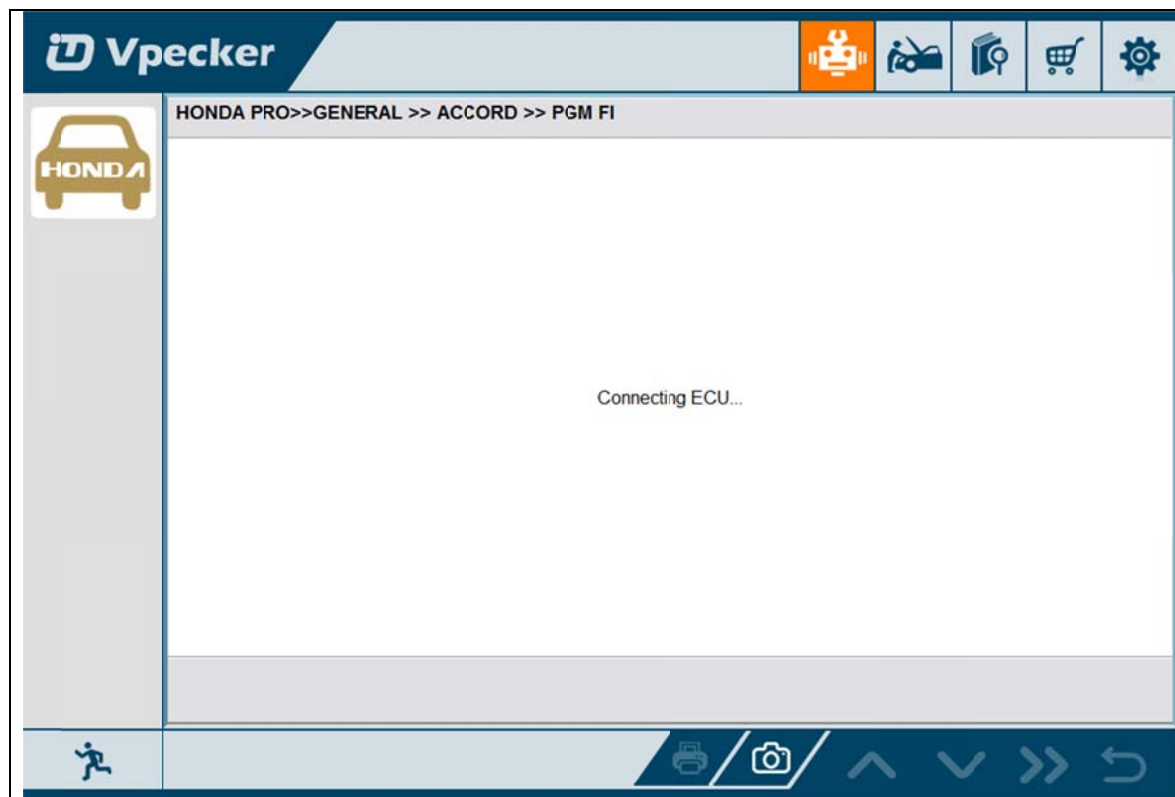 Vpecker
HONDA PRO>>GENERAL >> ACCORD >> PGM FI
HONDA
Connecting ECU...